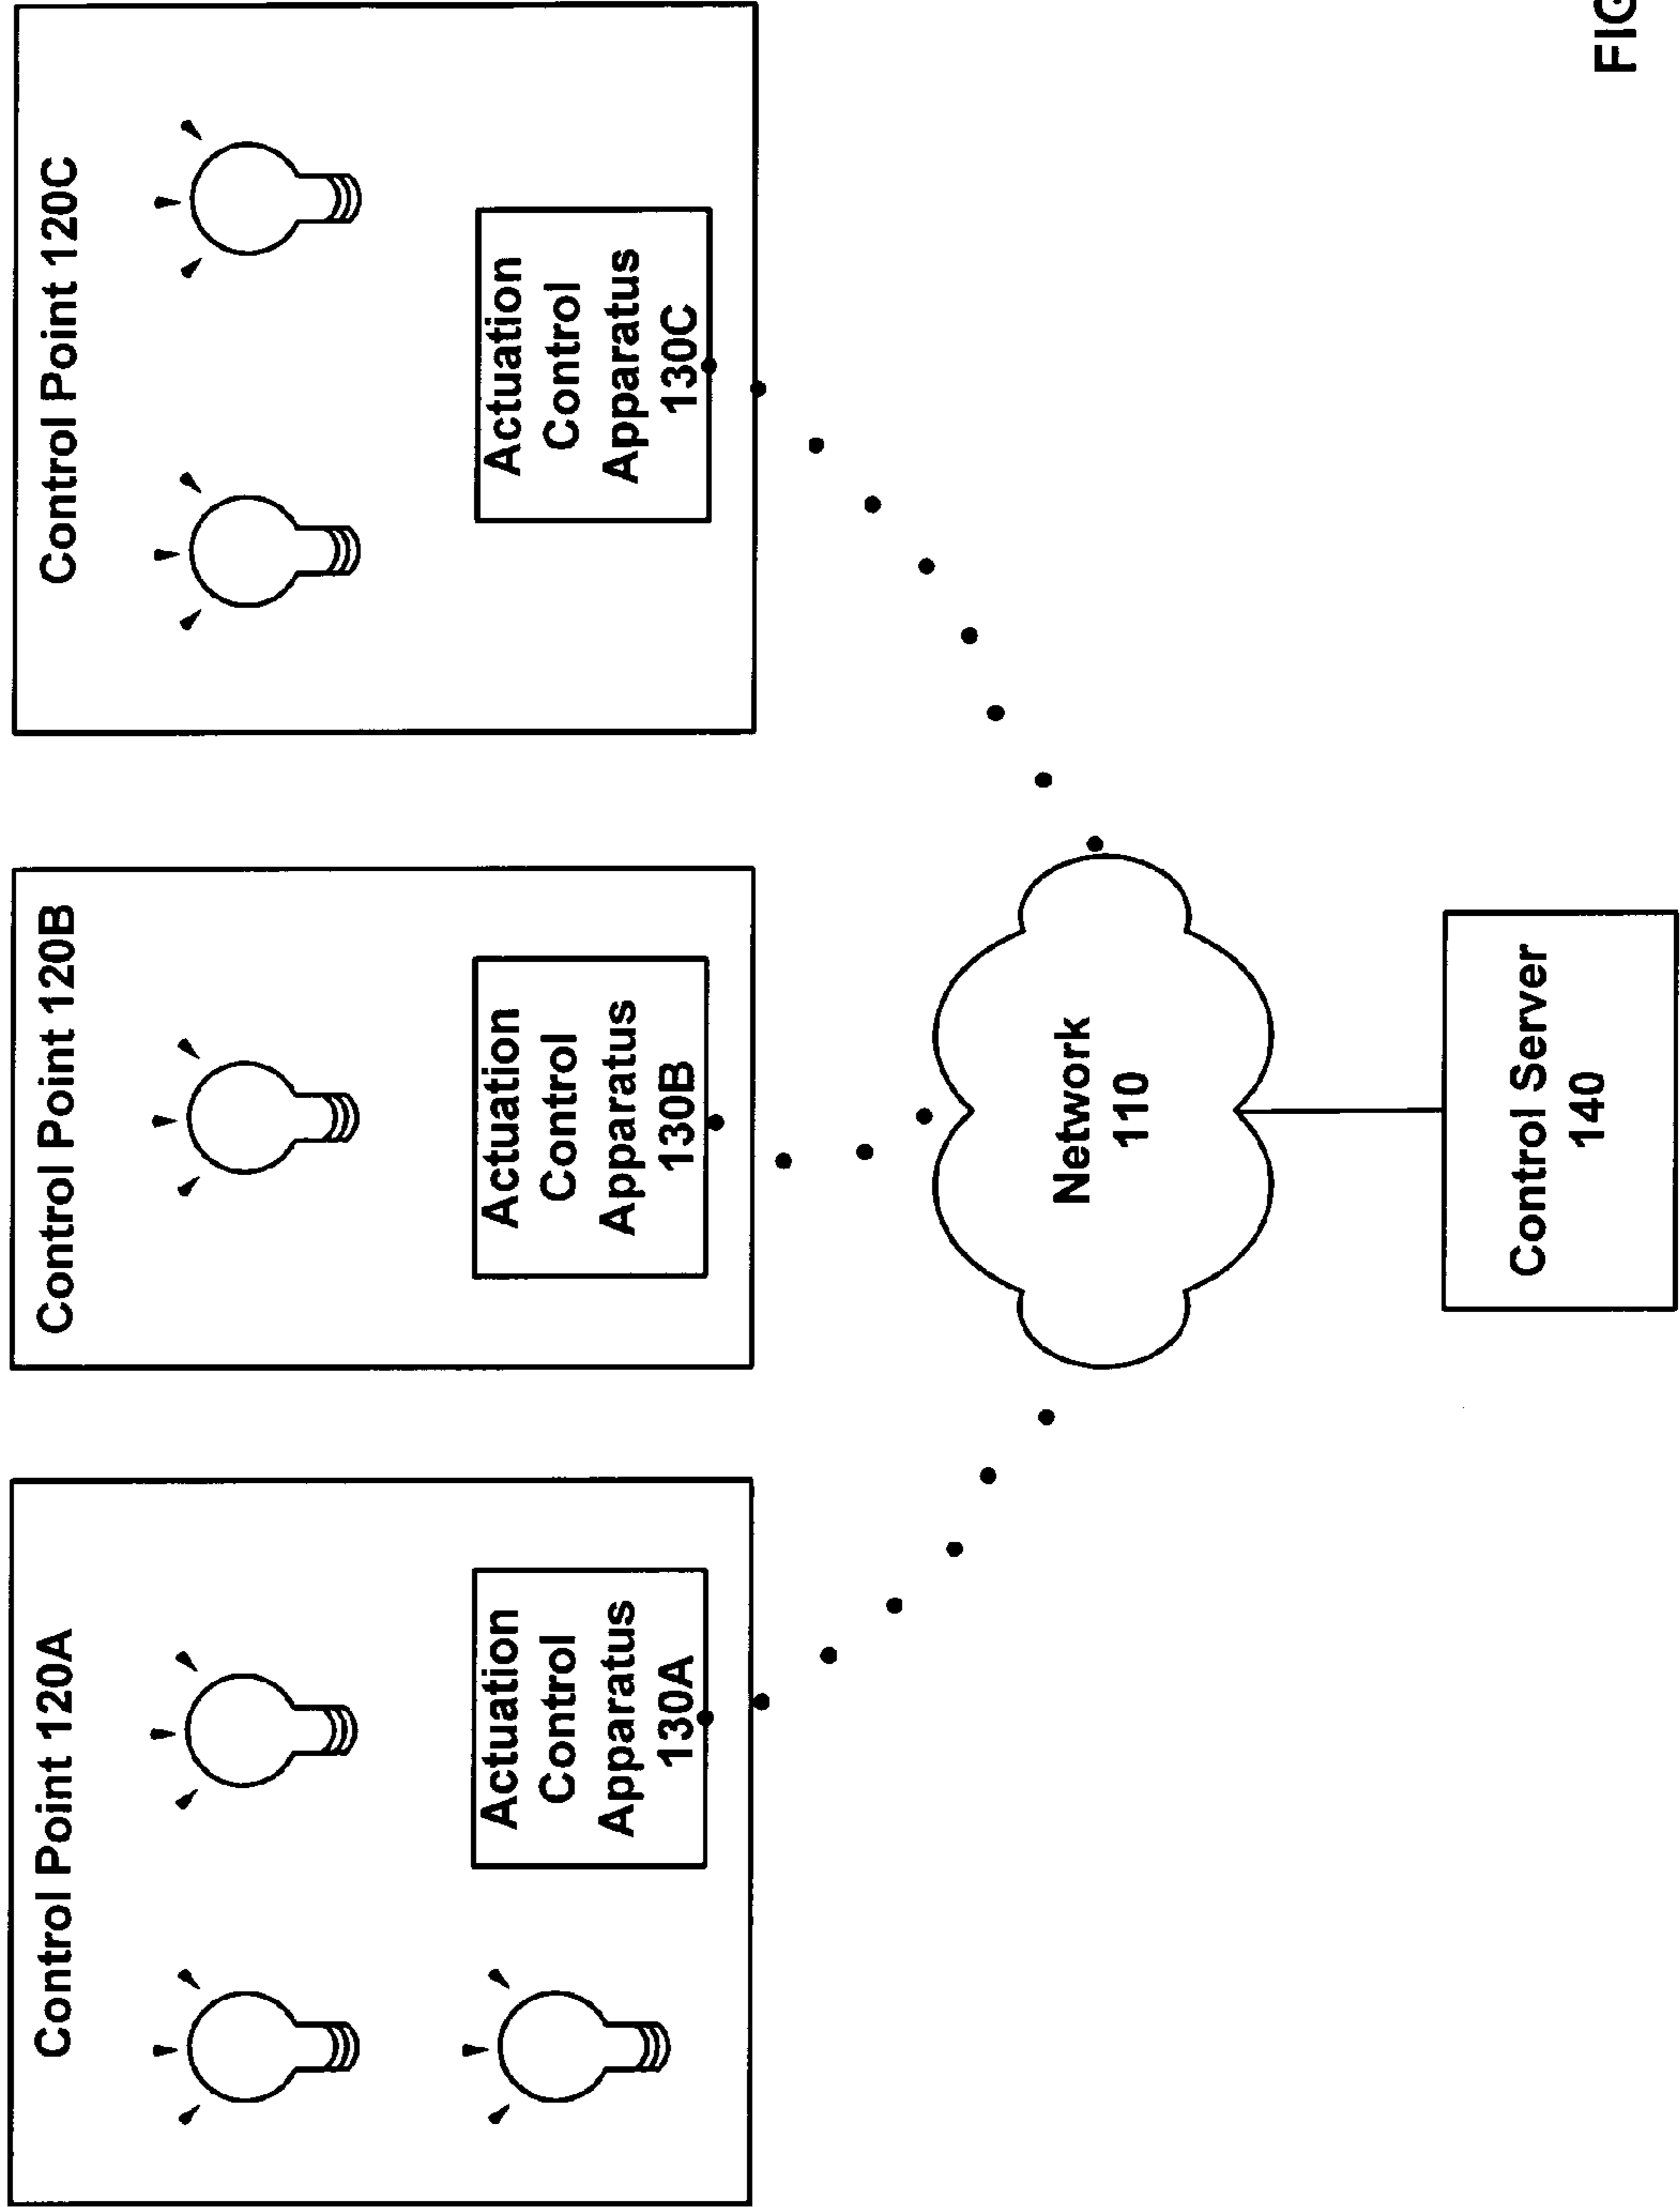 Control Point 120A
Actuation
Control
Apparatus
130A
Control Point 120B
Actuation
Control
Apparatus
130B
Control Point 120C
Actuation
Control
Apparatus
130C
Network
110
Control Server
140
FIG